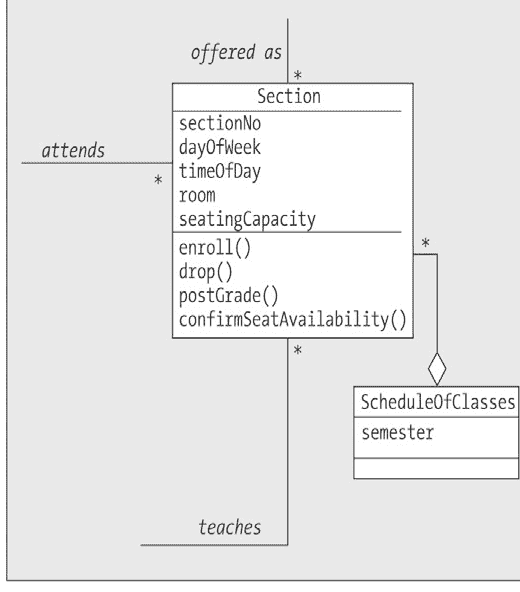 offered as
*
Section
sectionNo
dayOfWeek
timeOfDay
room
seatingCapacity
enroll()
drop()
postGrade()
confirmSeatAvailability()
attends
*
*
*
ScheduleOfClasses
semester
teaches